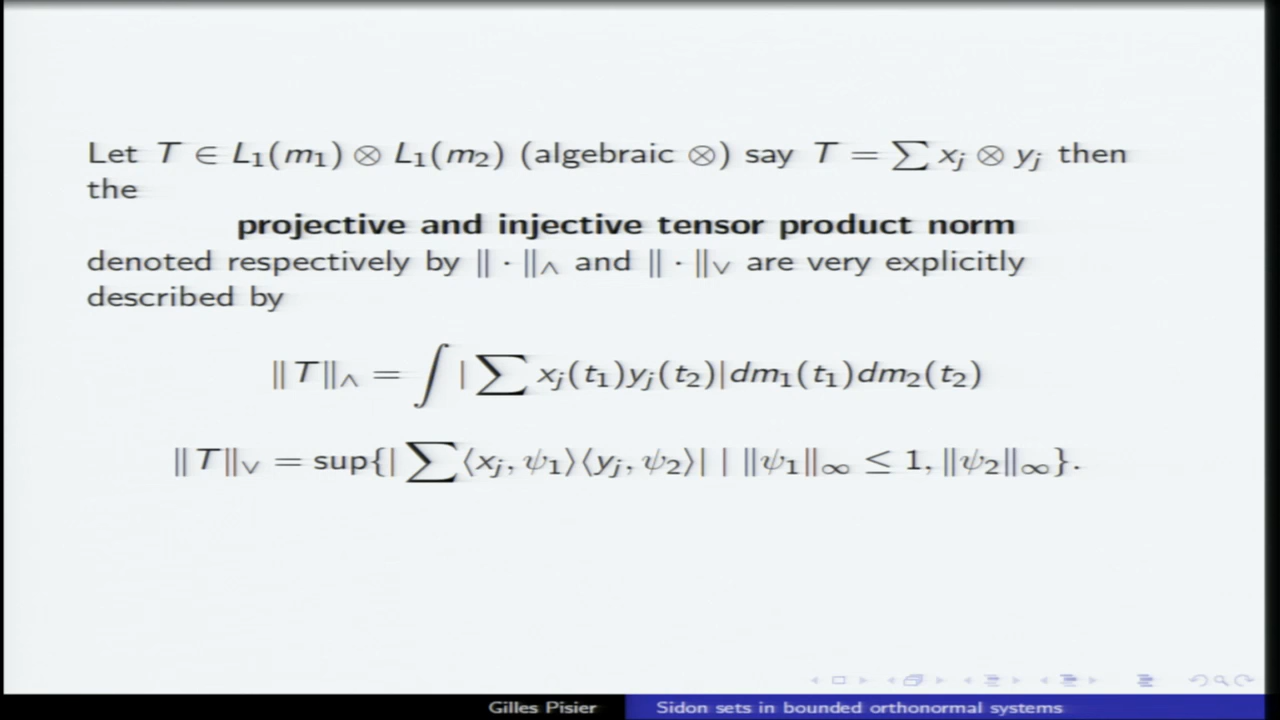 Let T ∈ L₁(m₁) ⊗ L₁(m₂) (algebraic ⊗) say T = ∑ xⱼ ⊗ yⱼ then
the
projective and injective tensor product norm
denoted respectively by ‖ · ‖∧ and ‖ · ‖∨ are very explicitly
described by
‖T‖∧ = ∫ | ∑ xⱼ(t₁)yⱼ(t₂)|dm₁(t₁)dm₂(t₂)
‖T‖∨ = sup{| ∑⟨xⱼ, ψ₁⟩⟨yⱼ, ψ₂⟩| | ‖ψ₁‖∞ ≤ 1, ‖ψ₂‖∞}.
Gilles Pisier Sidon sets in bounded orthonormal systems